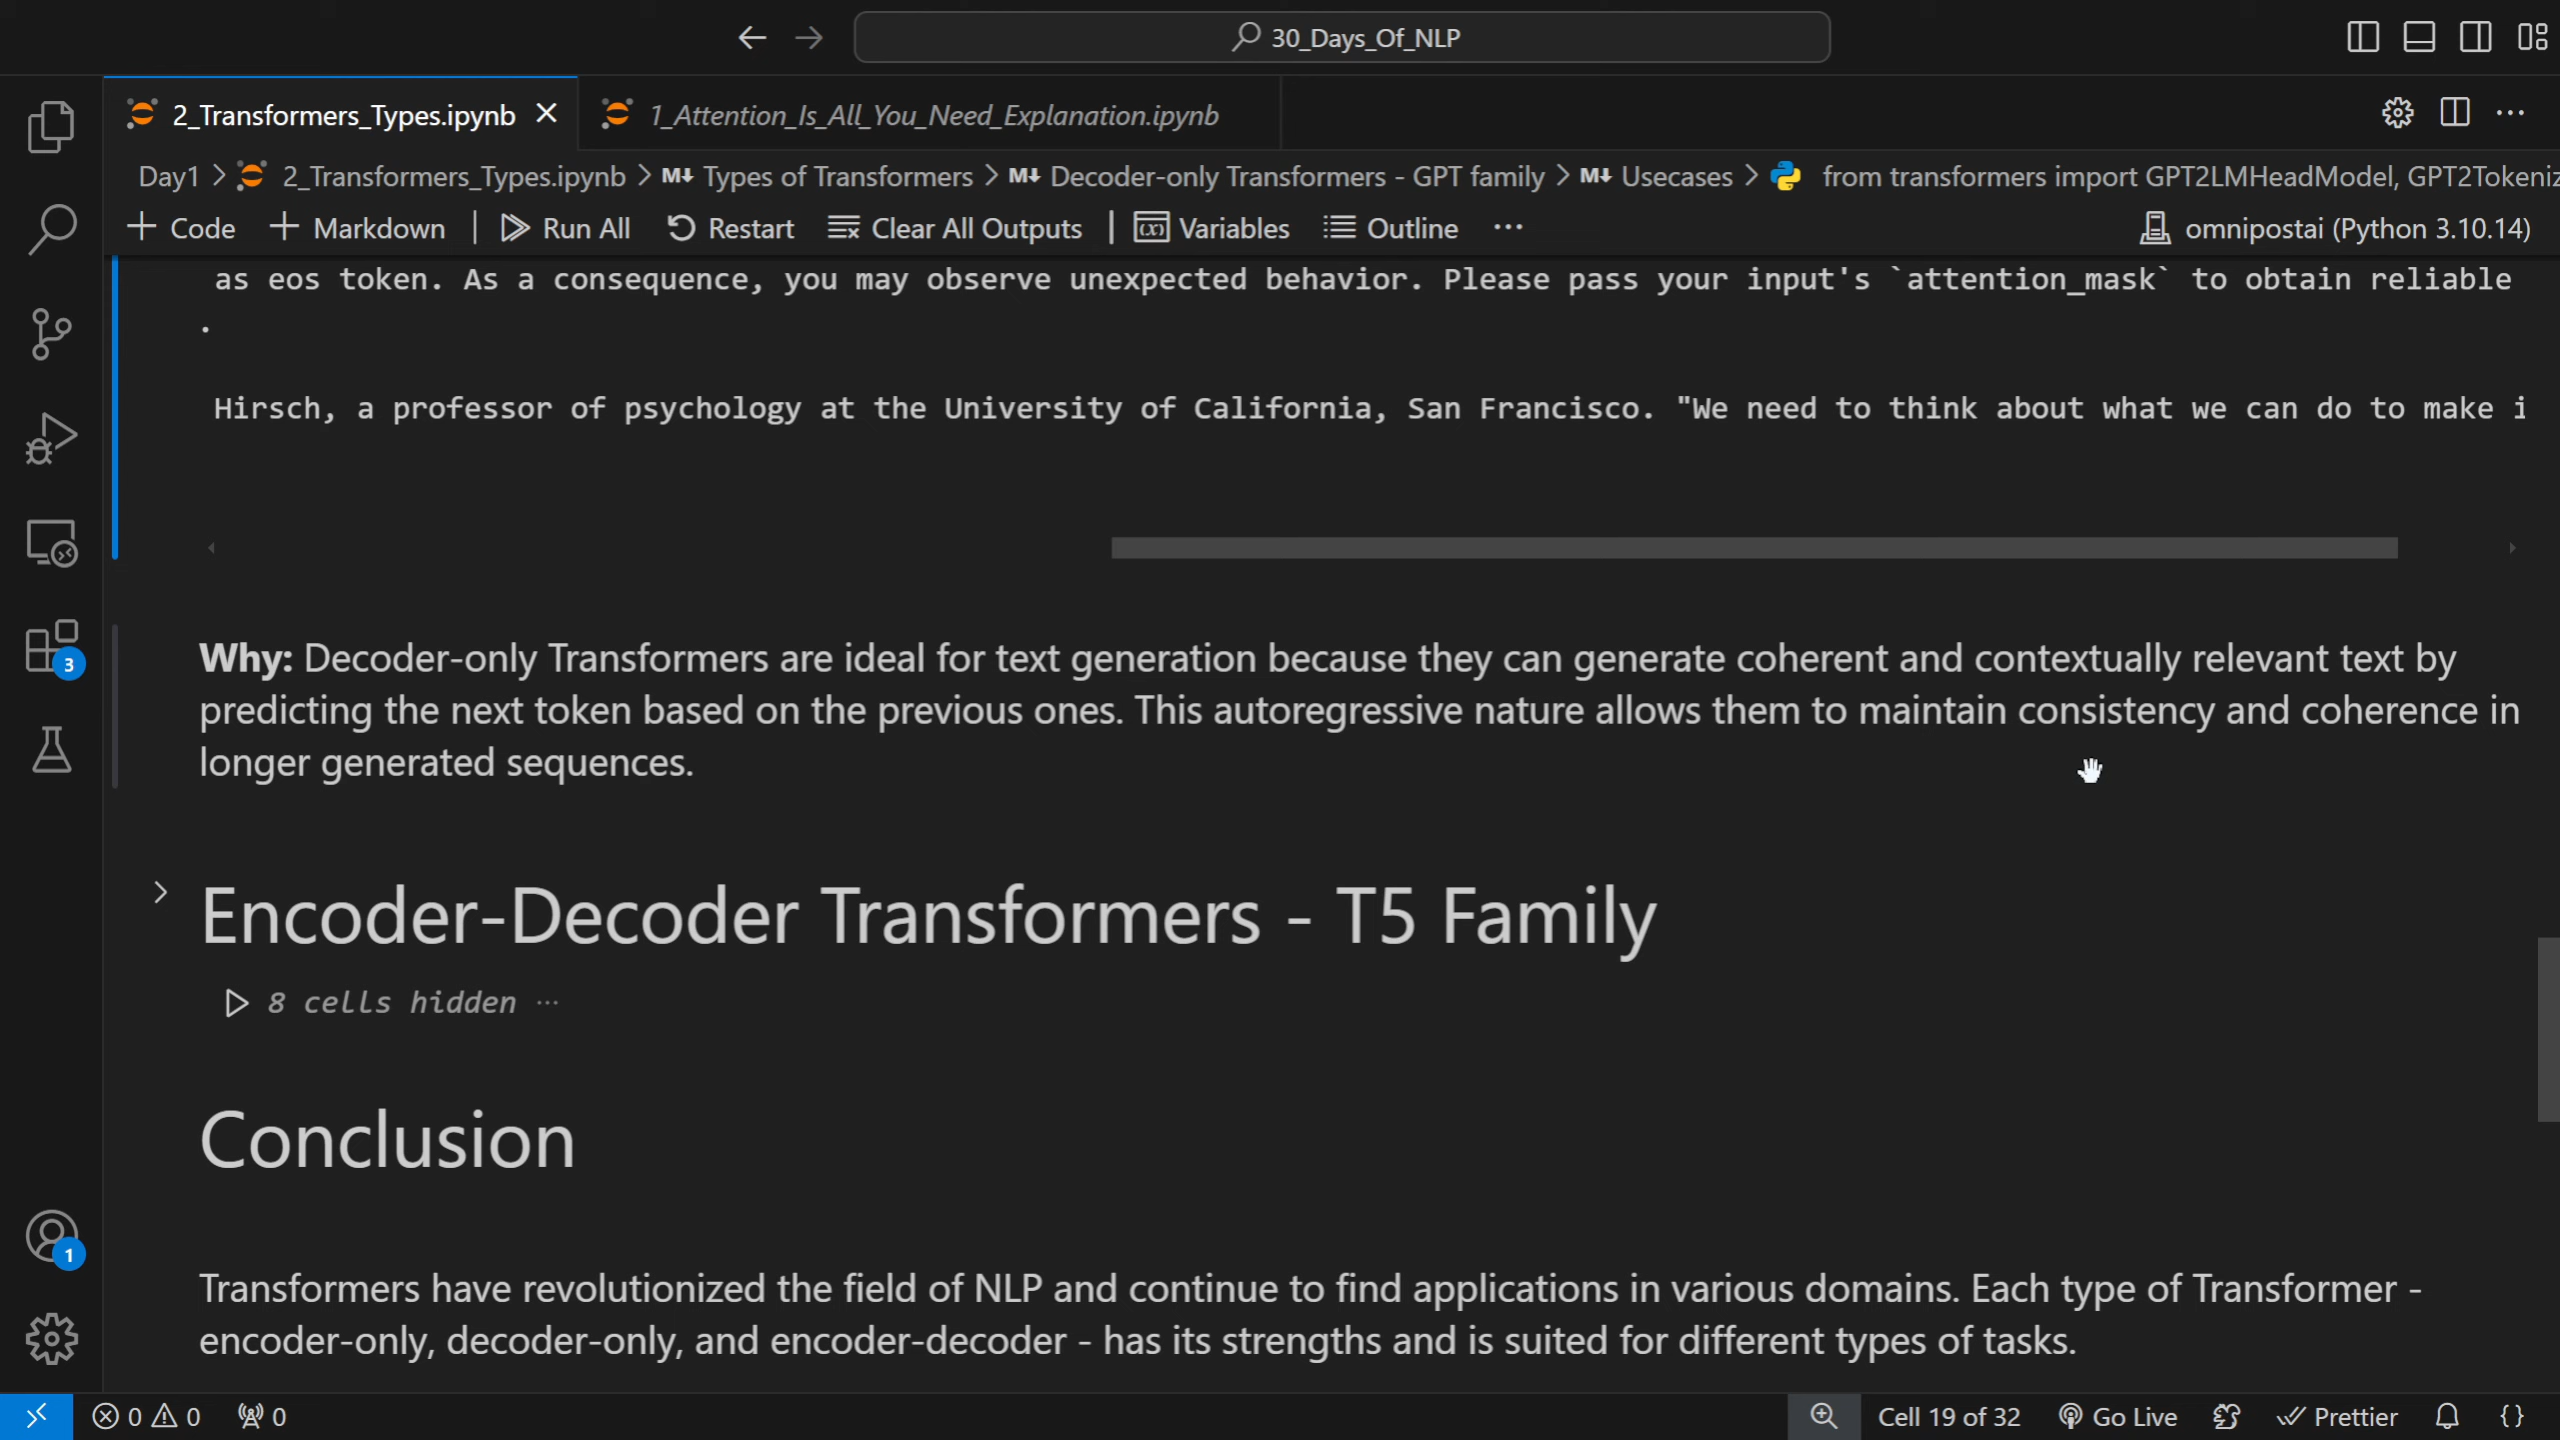 30_Days_Of_NLP
2_Transformers_Types.ipynb
1_Attention_Is_All_You_Need_Explanation.ipynb
Day1 > 2_Transformers_Types.ipynb > M↓ Types of Transformers > M↓ Decoder-only Transformers - GPT family > M↓ Usecases > from transformers import GPT2LMHeadModel, GPT2Tokeniz
+ Code + Markdown | Run All Restart Clear All Outputs | Variables Outline ··· omnipostai (Python 3.10.14)
as eos token. As a consequence, you may observe unexpected behavior. Please pass your input's `attention_mask` to obtain reliable
.
Hirsch, a professor of psychology at the University of California, San Francisco. "We need to think about what we can do to make i
Why: Decoder-only Transformers are ideal for text generation because they can generate coherent and contextually relevant text by
predicting the next token based on the previous ones. This autoregressive nature allows them to maintain consistency and coherence in
longer generated sequences.
Encoder-Decoder Transformers - T5 Family
8 cells hidden ···
Conclusion
Transformers have revolutionized the field of NLP and continue to find applications in various domains. Each type of Transformer -
encoder-only, decoder-only, and encoder-decoder - has its strengths and is suited for different types of tasks.
3
1
0 0 0 Cell 19 of 32 Go Live Prettier {}